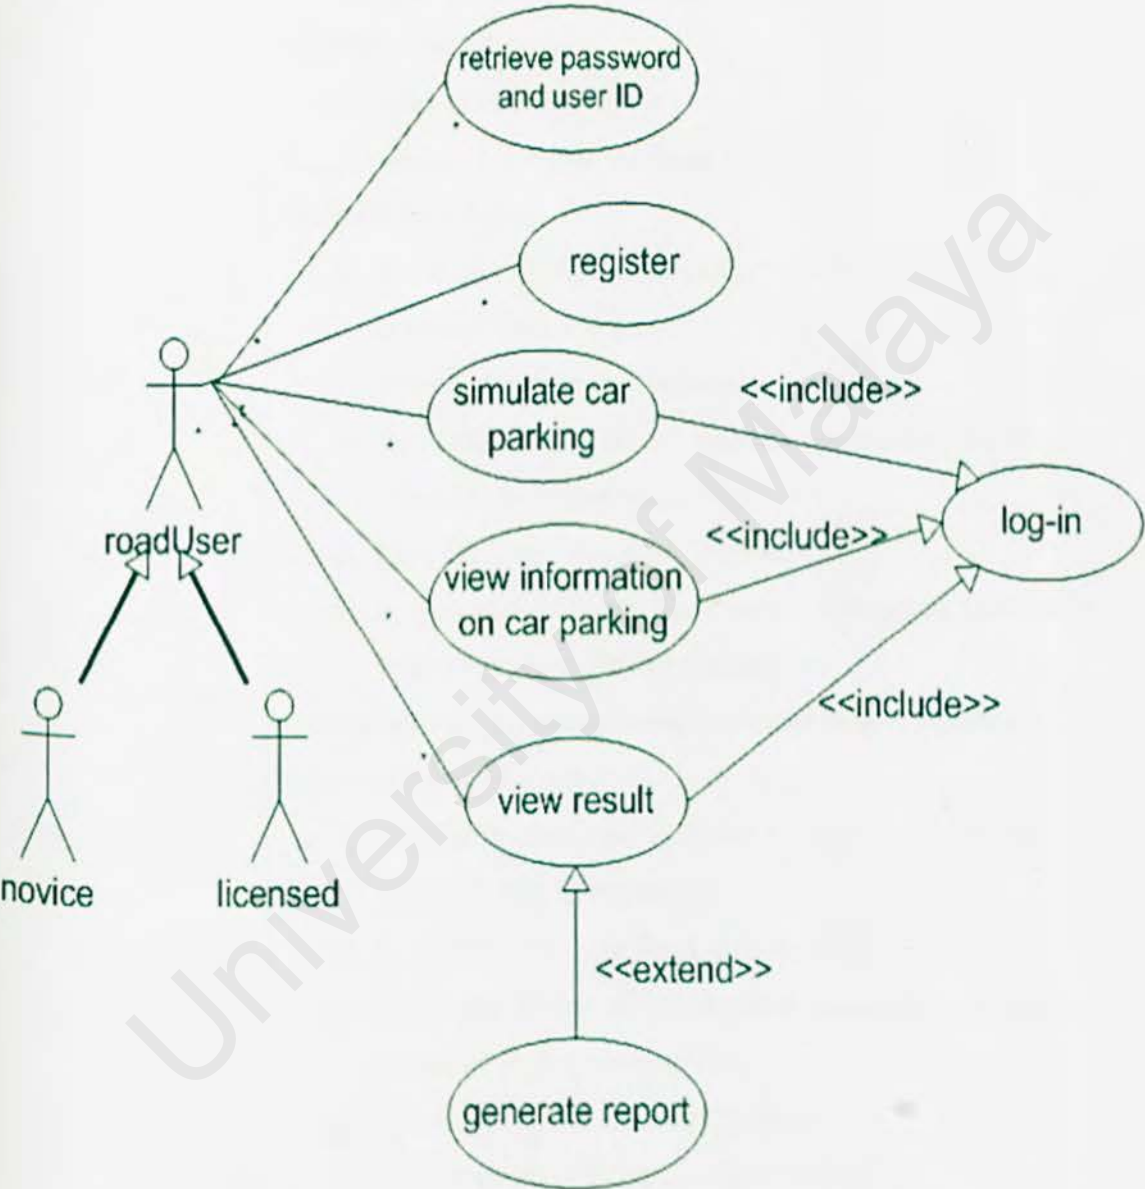 retrieve password
and user ID
register
simulate car
parking
<<include>>
log-in
roadUser
<<include>>
view information
on car parking
<<include>>
view result
novice
licensed
<<extend>>
generate report
University of Malaya